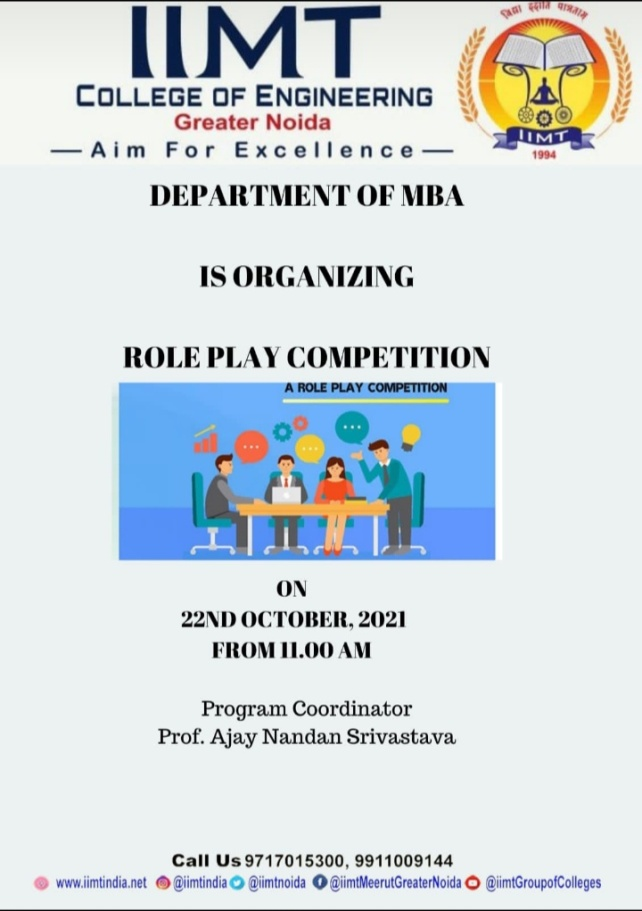 IIMT
COLLEGE OF ENGINEERING
Greater Noida
Aim For Excellence
विद्या ददाति पात्रताम्
IIMT
1994
DEPARTMENT OF MBA
IS ORGANIZING
ROLE PLAY COMPETITION
A ROLE PLAY COMPETITION
ON
22ND OCTOBER, 2021
FROM 11.00 AM
Program Coordinator
Prof. Ajay Nandan Srivastava
Call Us 9717015300, 9911009144
www.iimtindia.net @iimtindia @iimtnoida @iimtMeerutGreaterNoida @iimtGroupofColleges